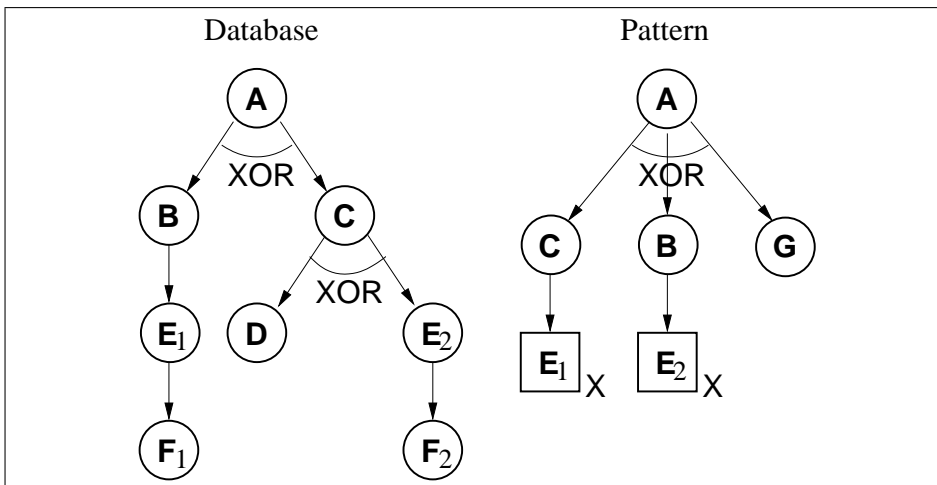 Database
Pattern
A
XOR
B
C
XOR
E1
D
E2
F1
F2
A
XOR
C
B
G
E1 X
E2 X